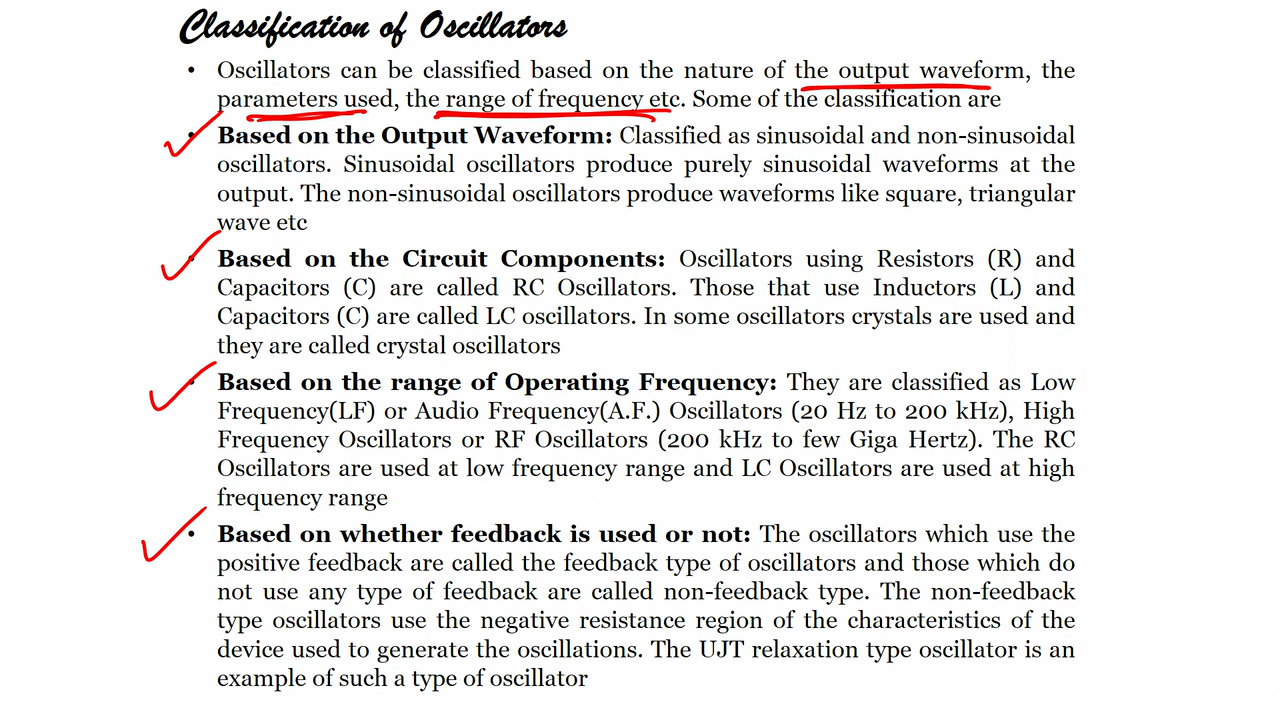 Classification of Oscillators
• Oscillators can be classified based on the nature of the output waveform, the
parameters used, the range of frequency etc. Some of the classification are
• Based on the Output Waveform: Classified as sinusoidal and non-sinusoidal
oscillators. Sinusoidal oscillators produce purely sinusoidal waveforms at the
output. The non-sinusoidal oscillators produce waveforms like square, triangular
wave etc
• Based on the Circuit Components: Oscillators using Resistors (R) and
Capacitors (C) are called RC Oscillators. Those that use Inductors (L) and
Capacitors (C) are called LC oscillators. In some oscillators crystals are used and
they are called crystal oscillators
• Based on the range of Operating Frequency: They are classified as Low
Frequency(LF) or Audio Frequency(A.F.) Oscillators (20 Hz to 200 kHz), High
Frequency Oscillators or RF Oscillators (200 kHz to few Giga Hertz). The RC
Oscillators are used at low frequency range and LC Oscillators are used at high
frequency range
• Based on whether feedback is used or not: The oscillators which use the
positive feedback are called the feedback type of oscillators and those which do
not use any type of feedback are called non-feedback type. The non-feedback
type oscillators use the negative resistance region of the characteristics of the
device used to generate the oscillations. The UJT relaxation type oscillator is an
example of such a type of oscillator